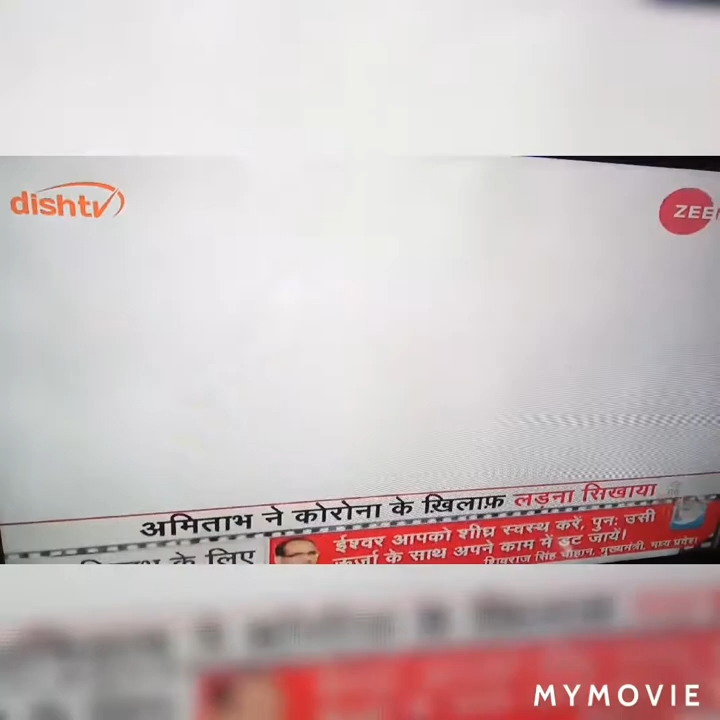 dishtv
ZEE
अमिताभ ने कोरोना के ख़िलाफ़ लड़ना सिखाया
के लिए
ईश्वर आपको शीघ्र स्वस्थ करें, पुन: उसी
ऊर्जा के साथ अपने काम में डट जायें।
शिवराज सिंह चौहान, मुख्यमंत्री, मध्य प्रदेश
MYMOVIE